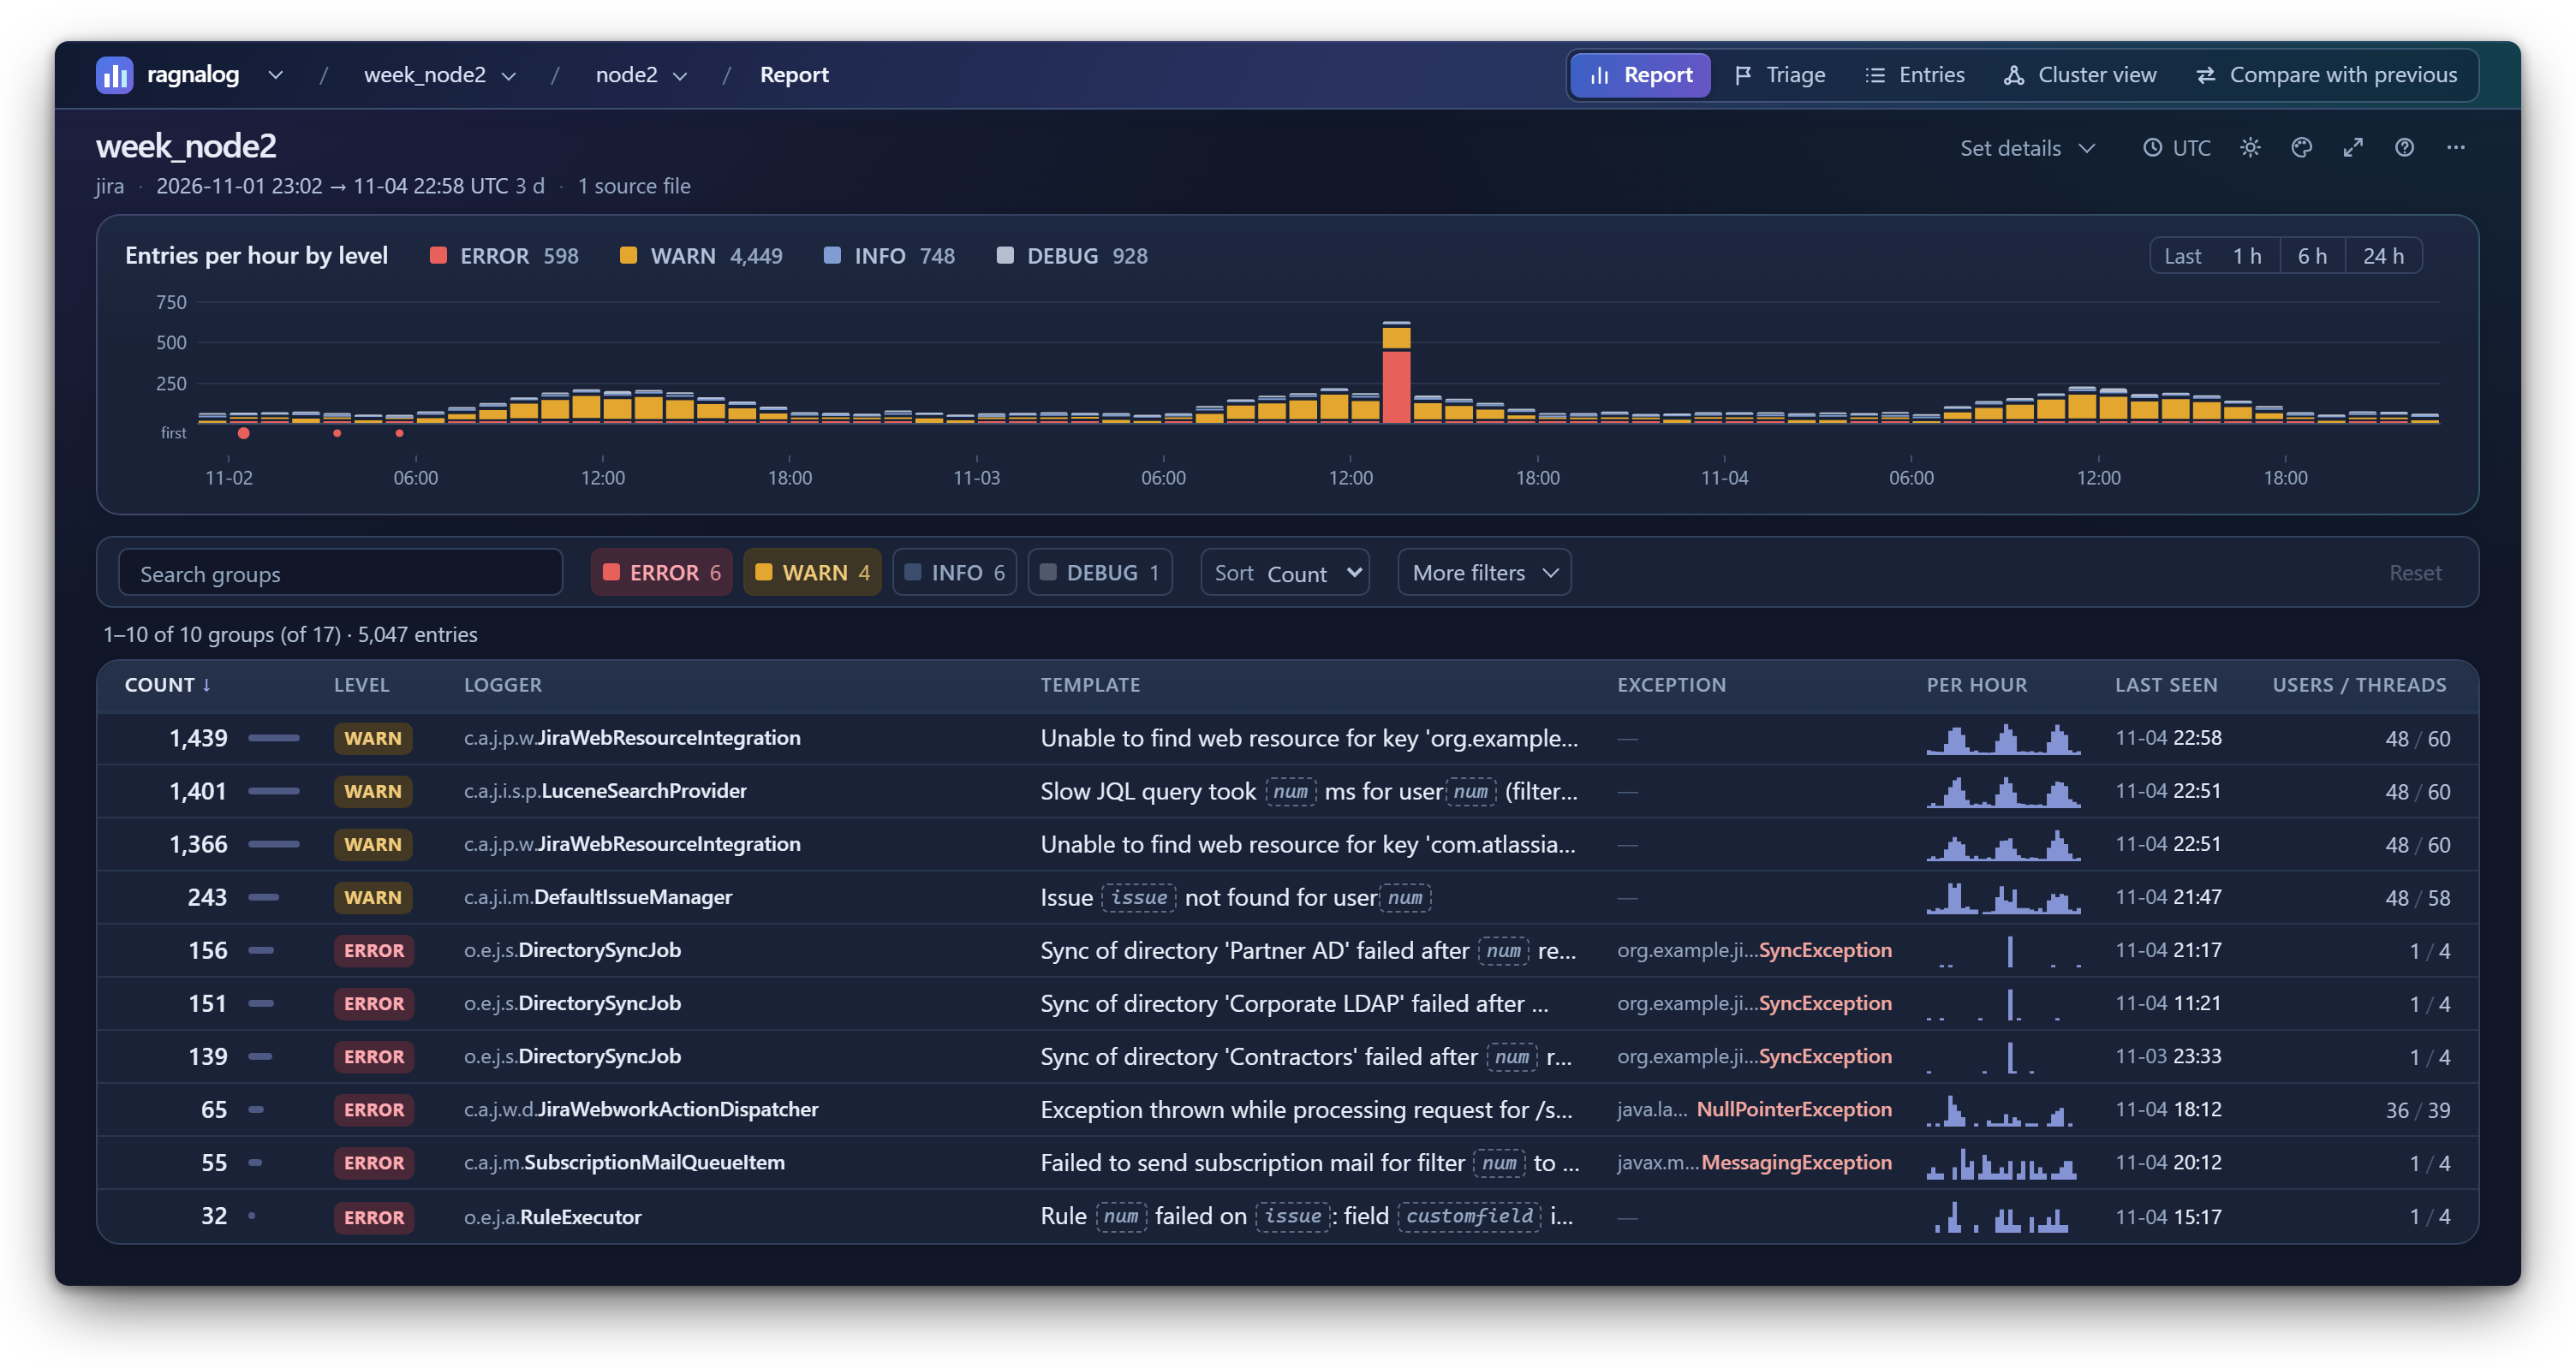 ragnalog / week_node2 / node2 / Report
Report Triage Entries Cluster view Compare with previous
week_node2
Set details UTC
jira · 2026-11-01 23:02 → 11-04 22:58 UTC 3 d · 1 source file
Entries per hour by level ERROR 598 WARN 4,449 INFO 748 DEBUG 928
Last 1 h 6 h 24 h
750
500
250
first
11-02 06:00 12:00 18:00 11-03 06:00 12:00 18:00 11-04 06:00 12:00 18:00
Search groups ERROR 6 WARN 4 INFO 6 DEBUG 1 Sort Count More filters Reset
1–10 of 10 groups (of 17) · 5,047 entries
COUNT ↓ LEVEL LOGGER TEMPLATE EXCEPTION PER HOUR LAST SEEN USERS / THREADS
1,439 WARN c.a.j.p.w.JiraWebResourceIntegration Unable to find web resource for key 'org.example... — 11-04 22:58 48 / 60
1,401 WARN c.a.j.i.s.p.LuceneSearchProvider Slow JQL query took num ms for user num (filter... — 11-04 22:51 48 / 60
1,366 WARN c.a.j.p.w.JiraWebResourceIntegration Unable to find web resource for key 'com.atlassia... — 11-04 22:51 48 / 60
243 WARN c.a.j.i.m.DefaultIssueManager Issue issue not found for user num — 11-04 21:47 48 / 58
156 ERROR o.e.j.s.DirectorySyncJob Sync of directory 'Partner AD' failed after num re... org.example.ji...SyncException 11-04 21:17 1 / 4
151 ERROR o.e.j.s.DirectorySyncJob Sync of directory 'Corporate LDAP' failed after ... org.example.ji...SyncException 11-04 11:21 1 / 4
139 ERROR o.e.j.s.DirectorySyncJob Sync of directory 'Contractors' failed after num r... org.example.ji...SyncException 11-03 23:33 1 / 4
65 ERROR c.a.j.w.d.JiraWebworkActionDispatcher Exception thrown while processing request for /s... java.la... NullPointerException 11-04 18:12 36 / 39
55 ERROR c.a.j.m.SubscriptionMailQueueItem Failed to send subscription mail for filter num to ... javax.m...MessagingException 11-04 20:12 1 / 4
32 ERROR o.e.j.a.RuleExecutor Rule num failed on issue: field customfield i... — 11-04 15:17 1 / 4